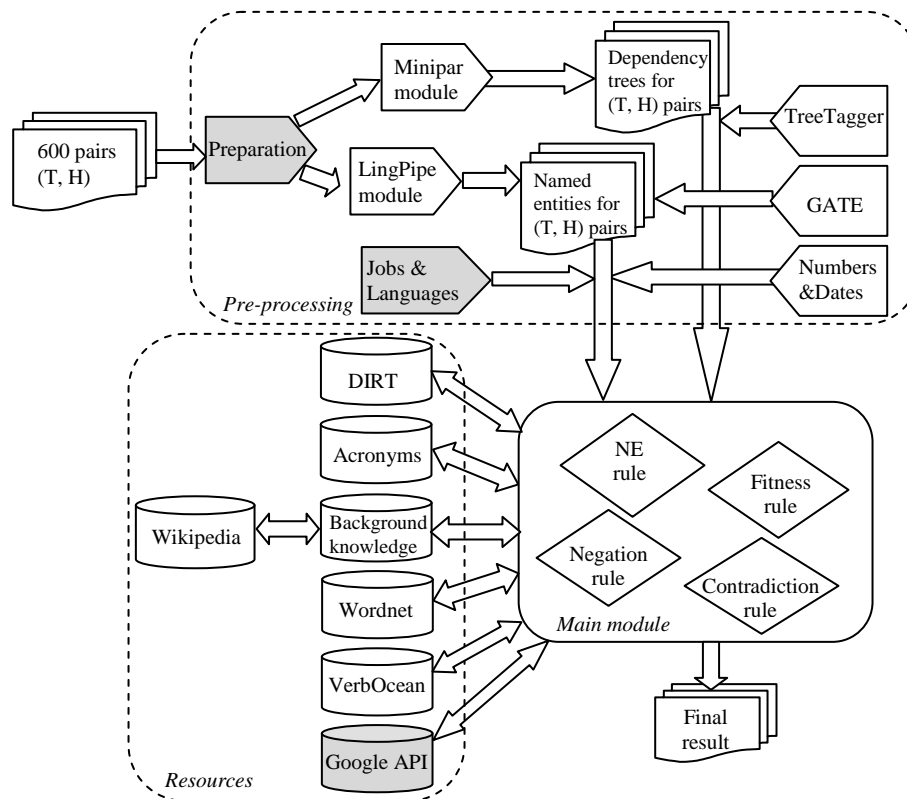 Minipar
module
Dependency
trees for
(T, H) pairs
TreeTagger
600 pairs
(T, H)
Preparation
LingPipe
module
Named
entities for
(T, H) pairs
GATE
Jobs &
Languages
Numbers
&Dates
Pre-processing
DIRT
Acronyms
Background
knowledge
Wikipedia
Wordnet
VerbOcean
Google API
Resources
NE
rule
Fitness
rule
Negation
rule
Contradiction
rule
Main module
Final
result